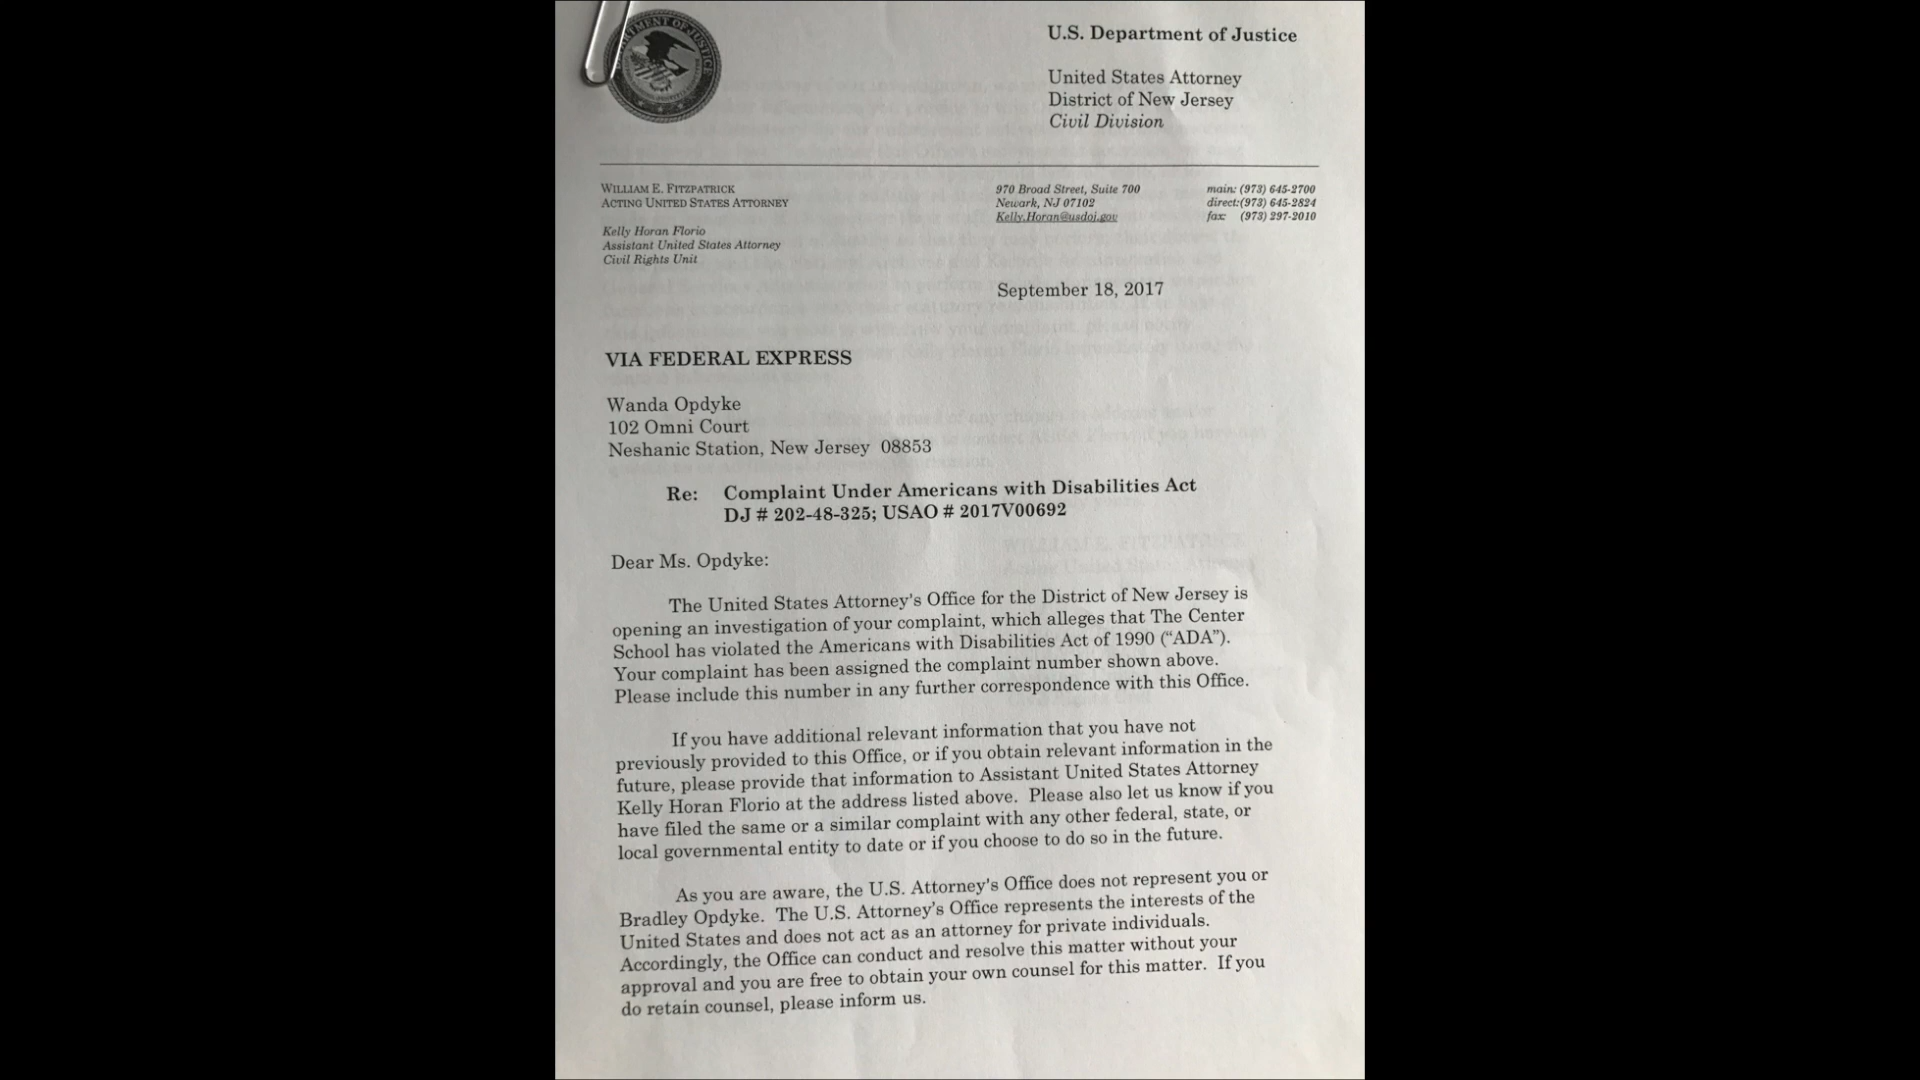 MENT OF JUSTICE
U.S. Department of Justice
United States Attorney
District of New Jersey
Civil Division
WILLIAM E. FITZPATRICK
ACTING UNITED STATES ATTORNEY
Kelly Horan Florio
Assistant United States Attorney
Civil Rights Unit
970 Broad Street, Suite 700
Newark, NJ 07102
Kelly.Horan@usdoj.gov
main: (973) 645-2700
direct:(973) 645-2824
fax: (973) 297-2010
September 18, 2017
VIA FEDERAL EXPRESS
Wanda Opdyke
102 Omni Court
Neshanic Station, New Jersey 08853
Re: Complaint Under Americans with Disabilities Act
DJ # 202-48-325; USAO # 2017V00692
Dear Ms. Opdyke:
The United States Attorney's Office for the District of New Jersey is
opening an investigation of your complaint, which alleges that The Center
School has violated the Americans with Disabilities Act of 1990 (“ADA”).
Your complaint has been assigned the complaint number shown above.
Please include this number in any further correspondence with this Office.
If you have additional relevant information that you have not
previously provided to this Office, or if you obtain relevant information in the
future, please provide that information to Assistant United States Attorney
Kelly Horan Florio at the address listed above. Please also let us know if you
have filed the same or a similar complaint with any other federal, state, or
local governmental entity to date or if you choose to do so in the future.
As you are aware, the U.S. Attorney's Office does not represent you or
Bradley Opdyke. The U.S. Attorney's Office represents the interests of the
United States and does not act as an attorney for private individuals.
Accordingly, the Office can conduct and resolve this matter without your
approval and you are free to obtain your own counsel for this matter. If you
do retain counsel, please inform us.